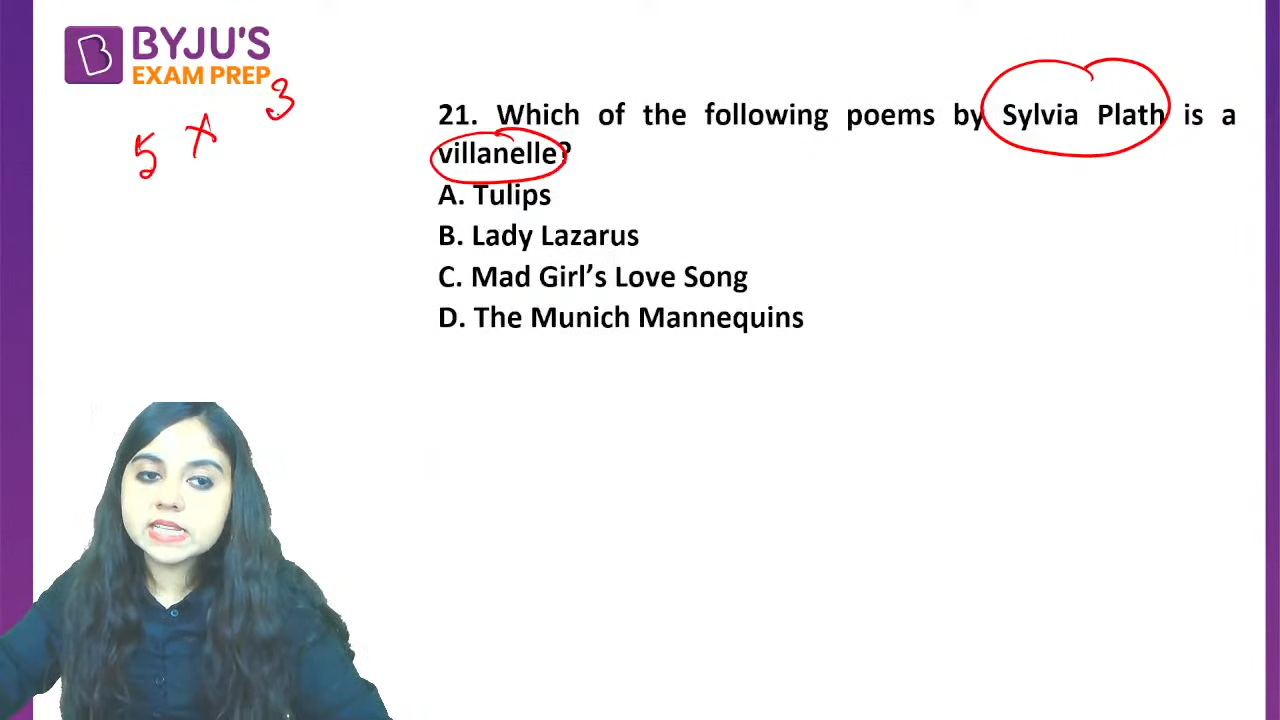 BYJU'S
EXAM PREP
5 x 3
21. Which of the following poems by Sylvia Plath is a
villanelle?
A. Tulips
B. Lady Lazarus
C. Mad Girl’s Love Song
D. The Munich Mannequins